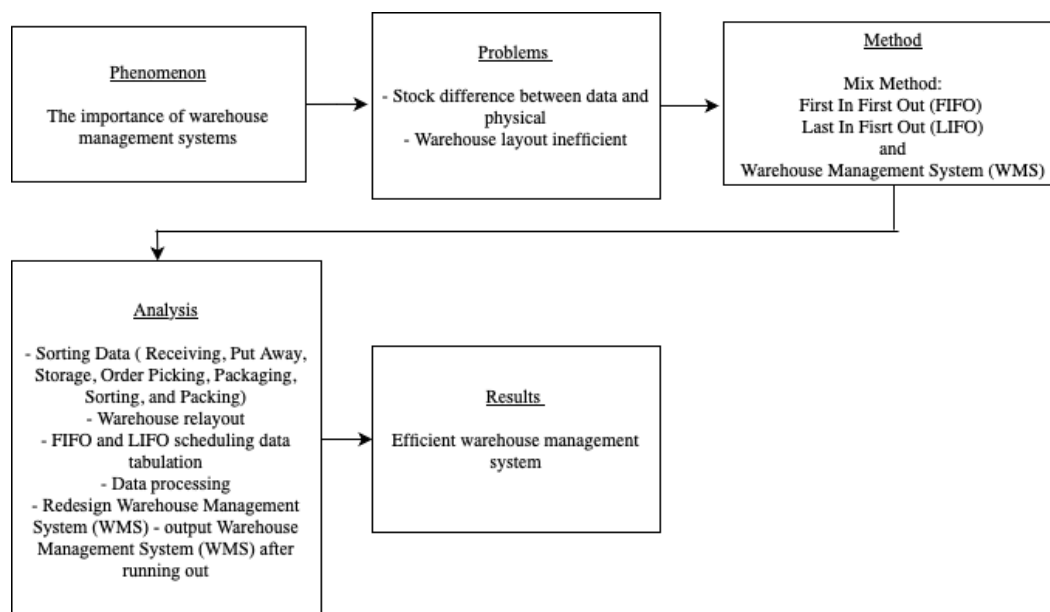 Phenomenon
The importance of warehouse
management systems
Problems
- Stock difference between data and
physical
- Warehouse layout inefficient
Method
Mix Method:
First In First Out (FIFO)
Last In Fisrt Out (LIFO)
and
Warehouse Management System (WMS)
Analysis
- Sorting Data ( Receiving, Put Away,
Storage, Order Picking, Packaging,
Sorting, and Packing)
- Warehouse relayout
- FIFO and LIFO scheduling data
tabulation
- Data processing
- Redesign Warehouse Management
System (WMS) - output Warehouse
Management System (WMS) after
running out
Results
Efficient warehouse management
system